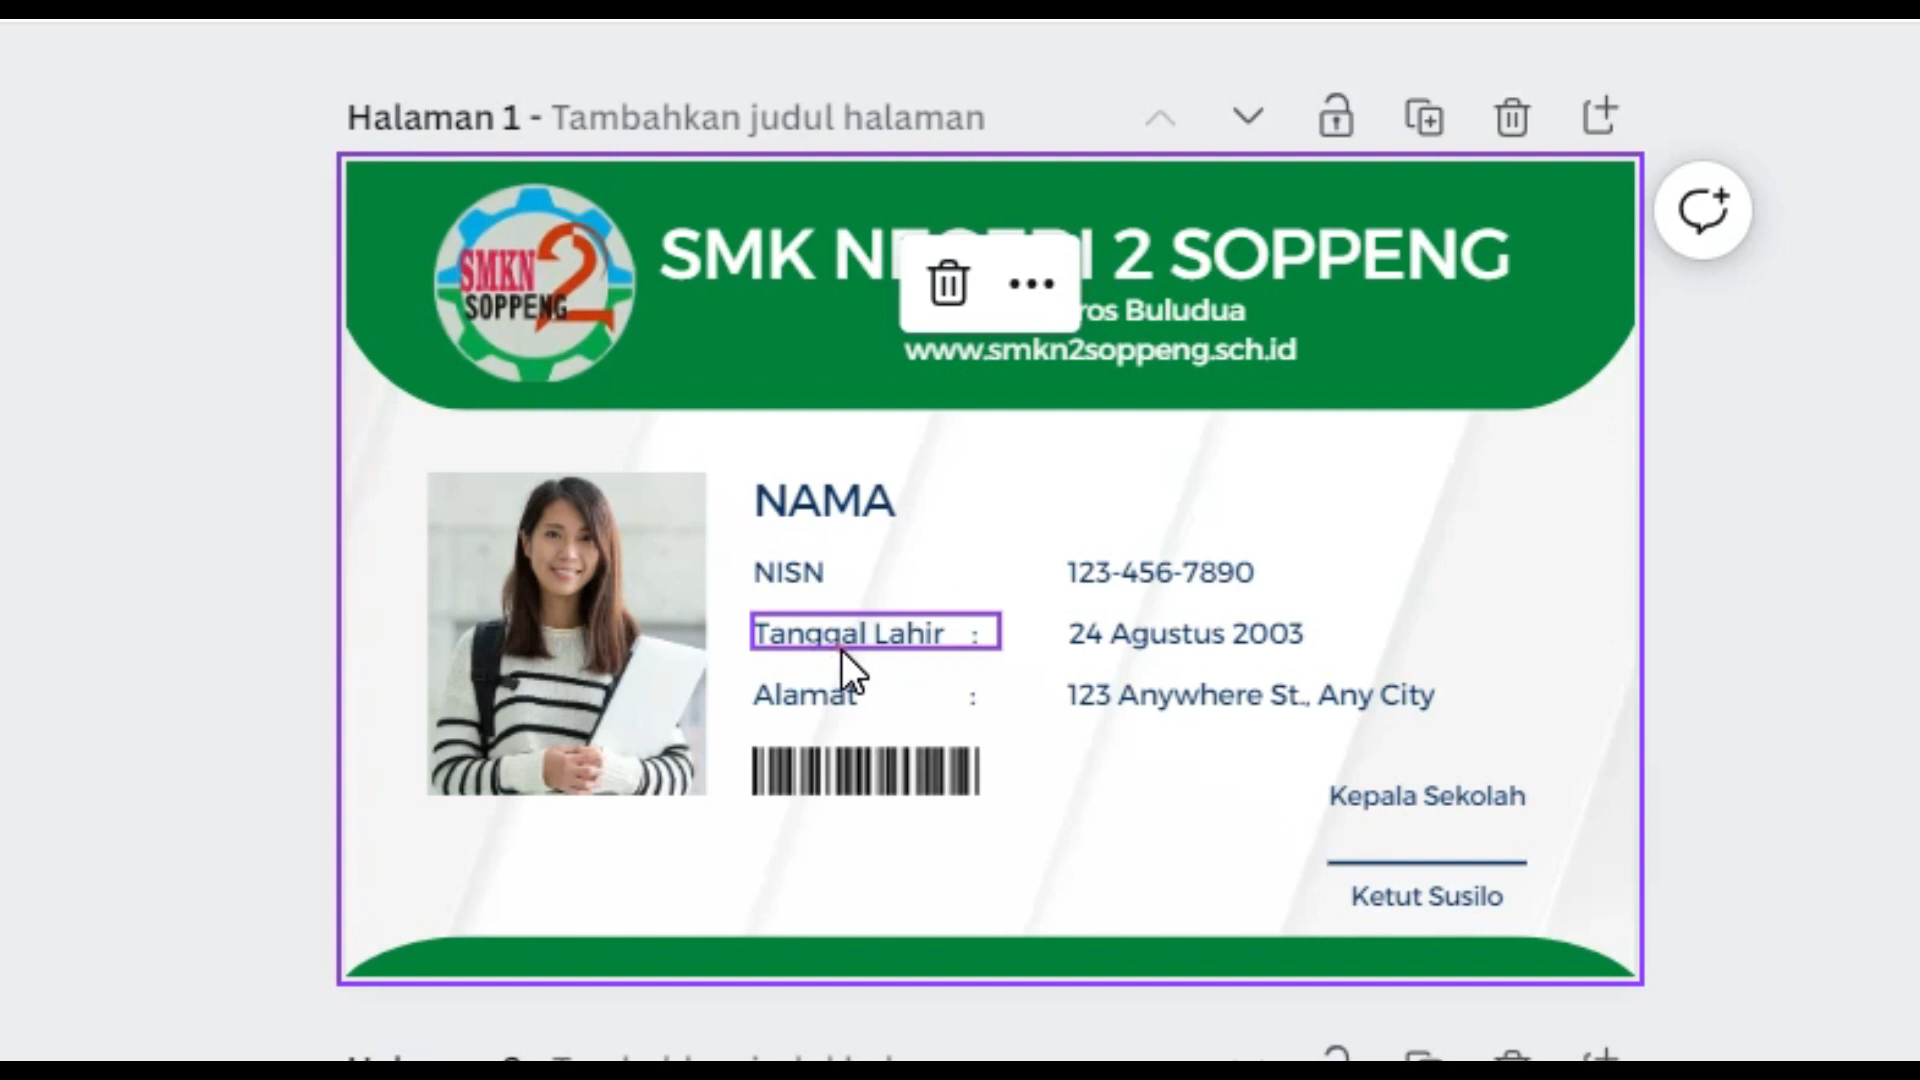 Halaman 1 - Tambahkan judul halaman
SMKN 2
SOPPENG
SMK 2 SOPPENG
Buludua
www.smkn2soppeng.sch.id
NAMA
NISN 123-456-7890
Tanggal Lahir : 24 Agustus 2003
Alamat : 123 Anywhere St., Any City
Kepala Sekolah
Ketut Susilo